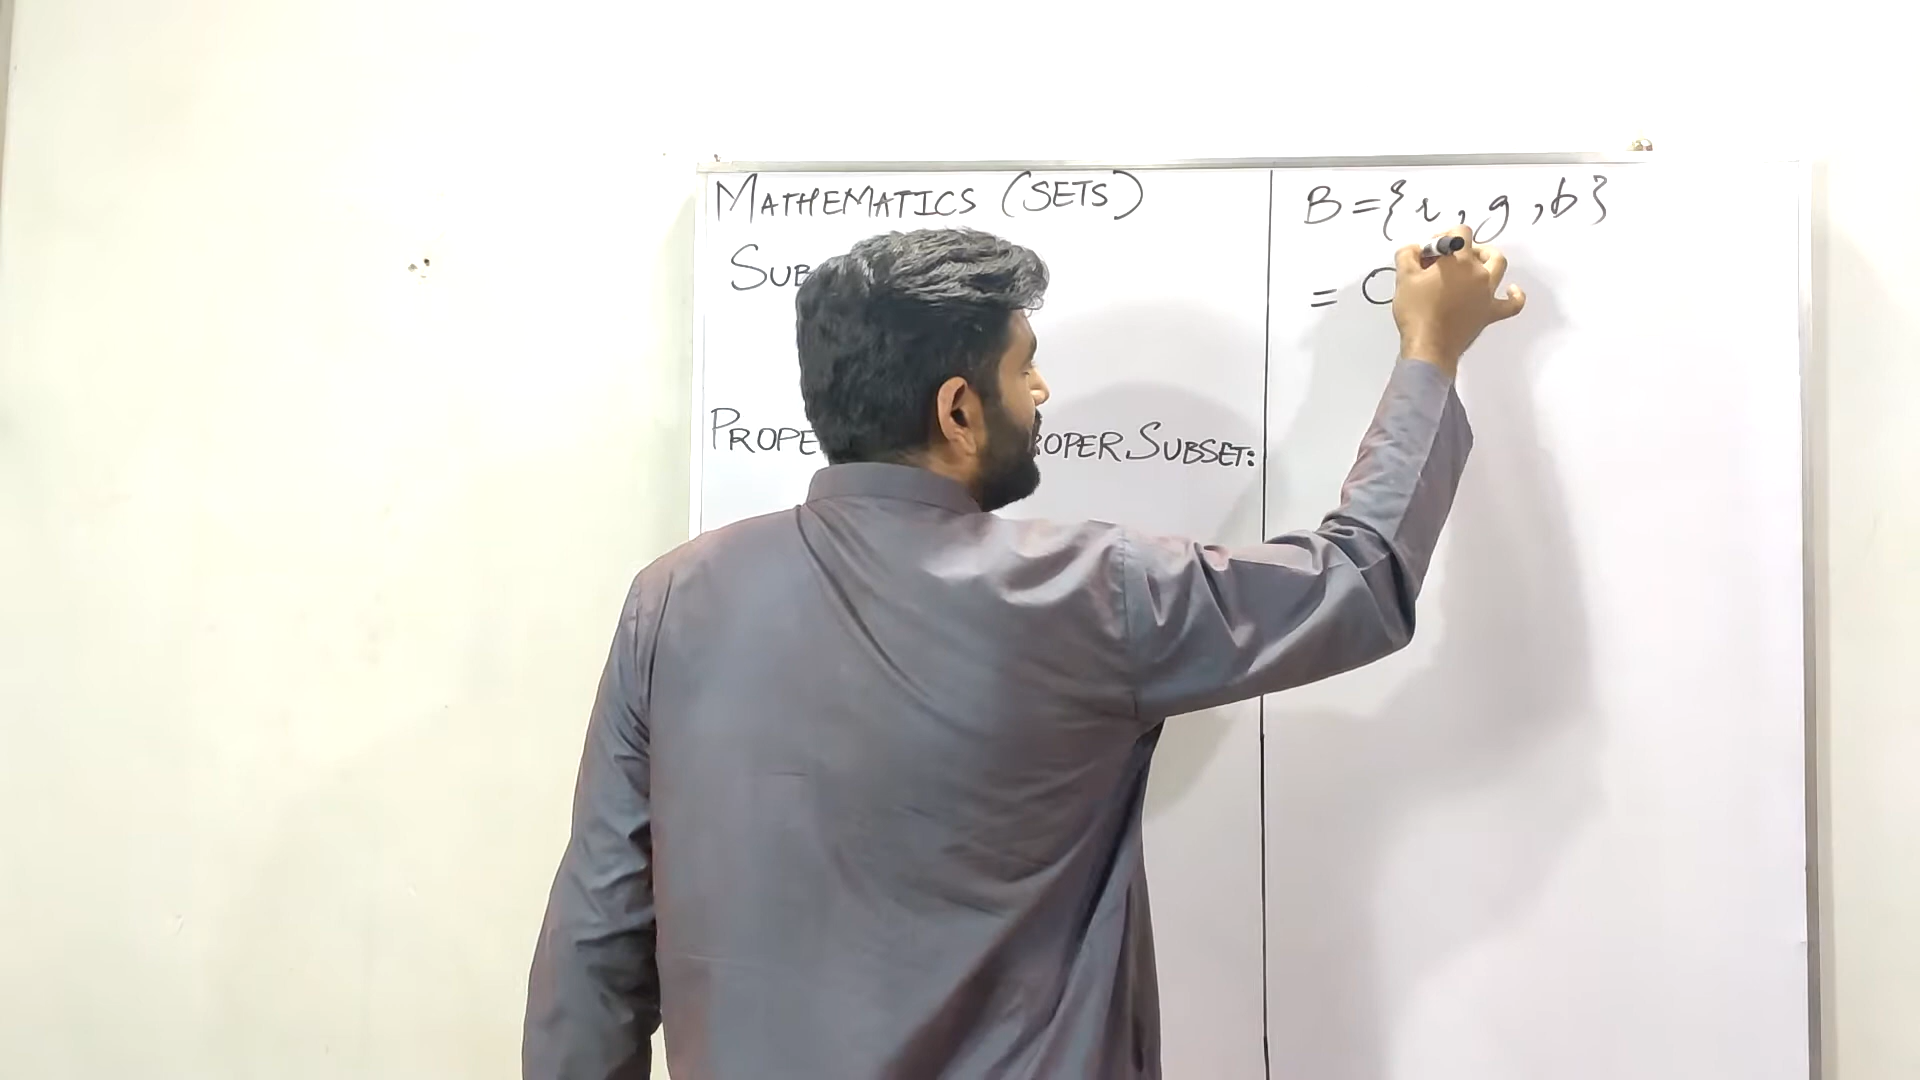 MATHEMATICS (SETS)
SUB
PROPE ROPER SUBSET:
B = {r, g, b}
=